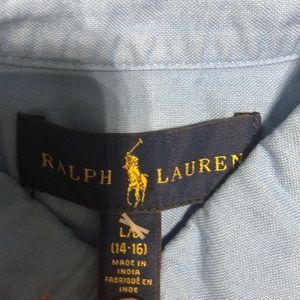 RALPH LAUREN
(14-16)
MADE IN
INDIA
FABRIQUÉ EN
INDE